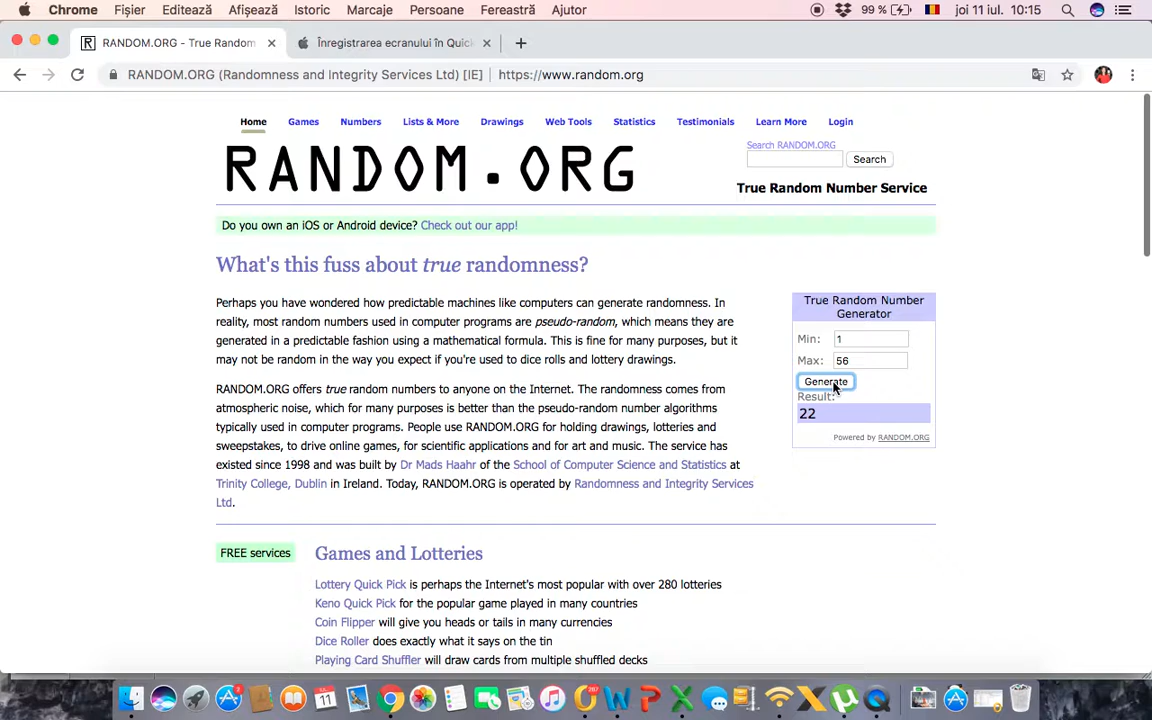 Chrome Fișier Editează Afișează Istoric Marcaje Persoane Fereastră Ajutor 99 % joi 11 iul. 10:15
RANDOM.ORG - True Random
Înregistrarea ecranului în Quic
RANDOM.ORG (Randomness and Integrity Services Ltd) [IE] https://www.random.org
Home Games Numbers Lists & More Drawings Web Tools Statistics Testimonials Learn More Login
RANDOM.ORG
Search RANDOM.ORG
Search
True Random Number Service
Do you own an iOS or Android device? Check out our app!
What's this fuss about true randomness?
Perhaps you have wondered how predictable machines like computers can generate randomness. In
reality, most random numbers used in computer programs are pseudo-random, which means they are
generated in a predictable fashion using a mathematical formula. This is fine for many purposes, but it
may not be random in the way you expect if you're used to dice rolls and lottery drawings.
RANDOM.ORG offers true random numbers to anyone on the Internet. The randomness comes from
atmospheric noise, which for many purposes is better than the pseudo-random number algorithms
typically used in computer programs. People use RANDOM.ORG for holding drawings, lotteries and
sweepstakes, to drive online games, for scientific applications and for art and music. The service has
existed since 1998 and was built by Dr Mads Haahr of the School of Computer Science and Statistics at
Trinity College, Dublin in Ireland. Today, RANDOM.ORG is operated by Randomness and Integrity Services
Ltd.
True Random Number
Generator
Min: 1
Max: 56
Generate
Result:
22
Powered by RANDOM.ORG
FREE services
Games and Lotteries
Lottery Quick Pick is perhaps the Internet's most popular with over 280 lotteries
Keno Quick Pick for the popular game played in many countries
Coin Flipper will give you heads or tails in many currencies
Dice Roller does exactly what it says on the tin
Playing Card Shuffler will draw cards from multiple shuffled decks